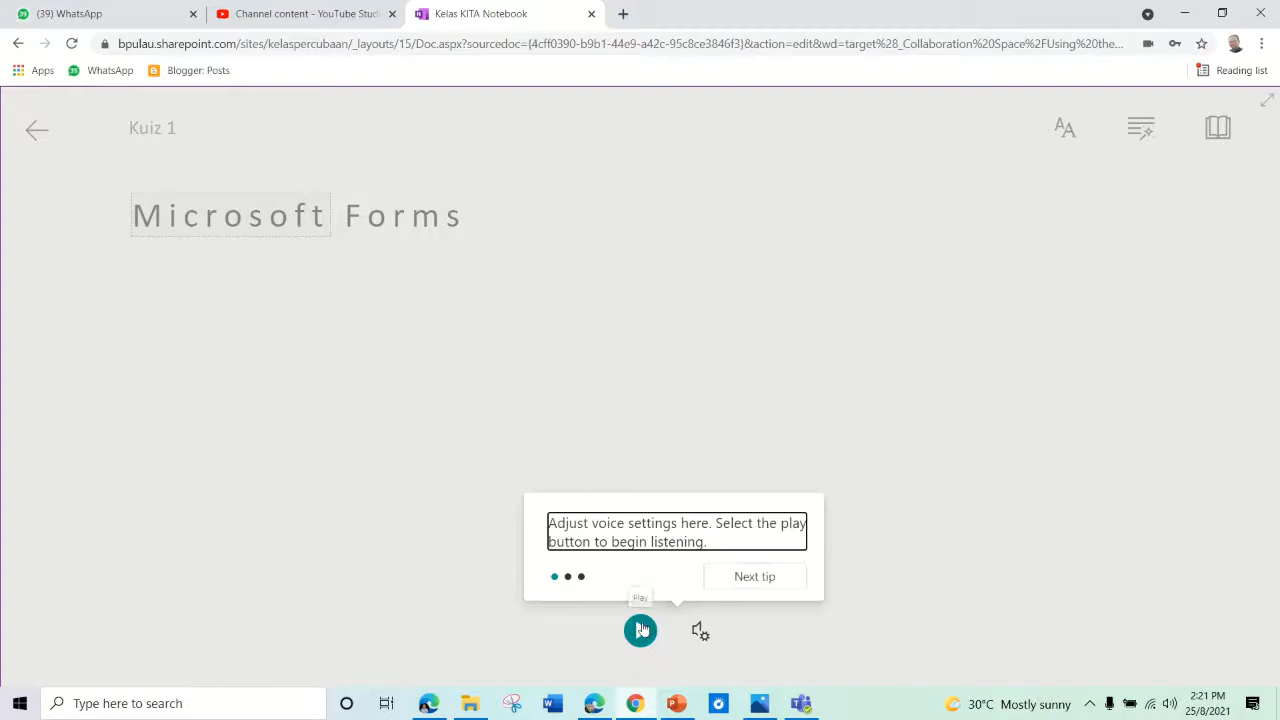 (39) WhatsApp
Channel content - YouTube Studi
Kelas KITA Notebook
bpulau.sharepoint.com/sites/kelaspercubaan/_layouts/15/Doc.aspx?sourcedoc={4cff0390-b9b1-44e9-a42c-95c8ce3846f3}&action=edit&wd=target%28_Collaboration%20Space%2FUsing%20the...
Apps
WhatsApp
Blogger: Posts
Reading list
Kuiz 1
Microsoft Forms
Adjust voice settings here. Select the play
button to begin listening.
Next tip
Play
Type here to search
30°C Mostly sunny
2:21 PM
25/8/2021